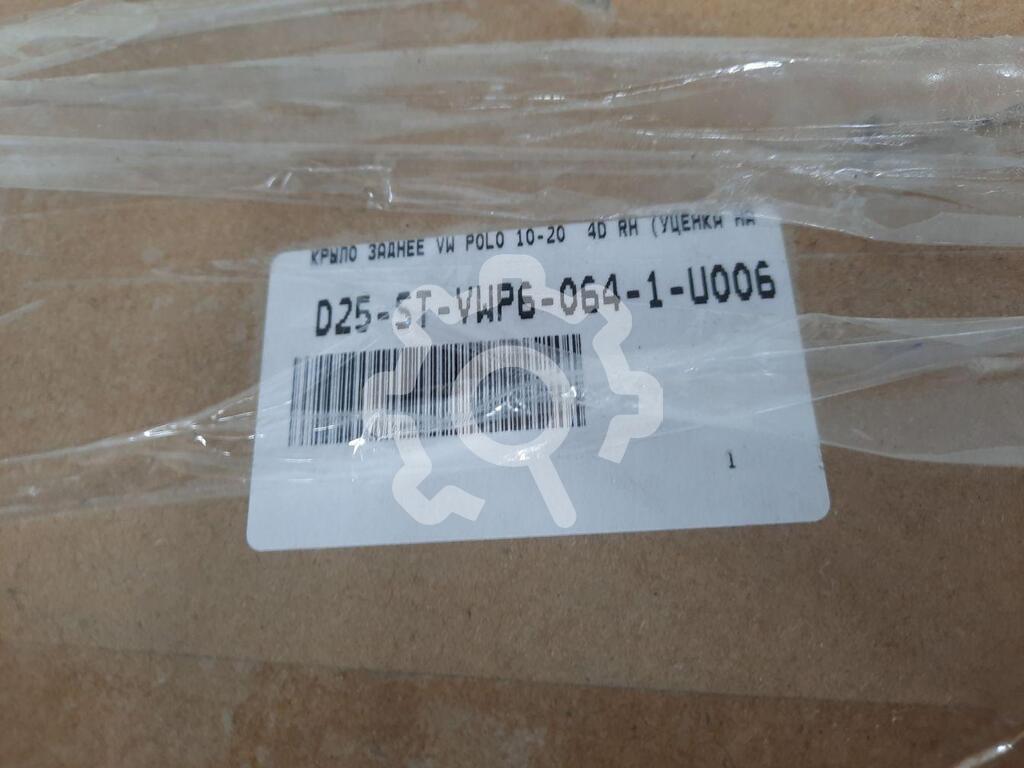 КРЫЛО ЗАДНЕЕ VW POLO 10-20 4D RH (УЦЕНКА НА
D25-ST-VWP6-064-1-U006
1